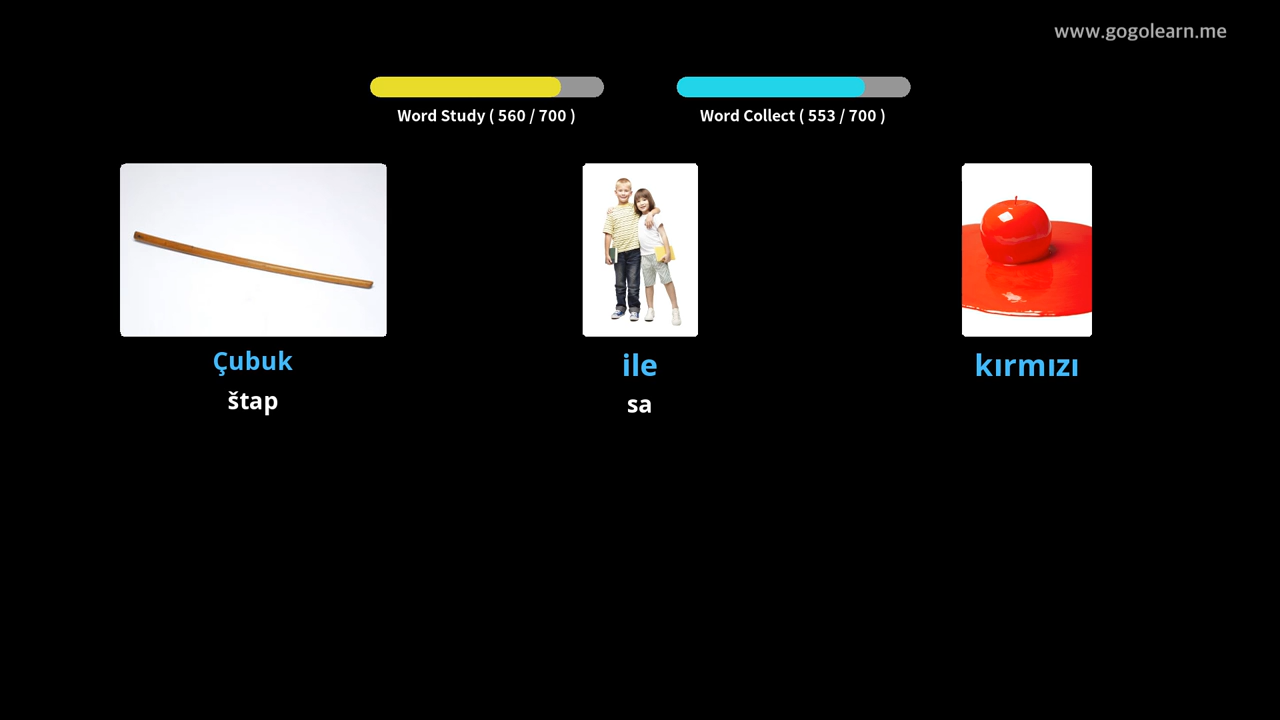 www.gogolearn.me
Word Study ( 560 / 700 )
Word Collect ( 553 / 700 )
Çubuk
štap
ile
sa
kırmızı